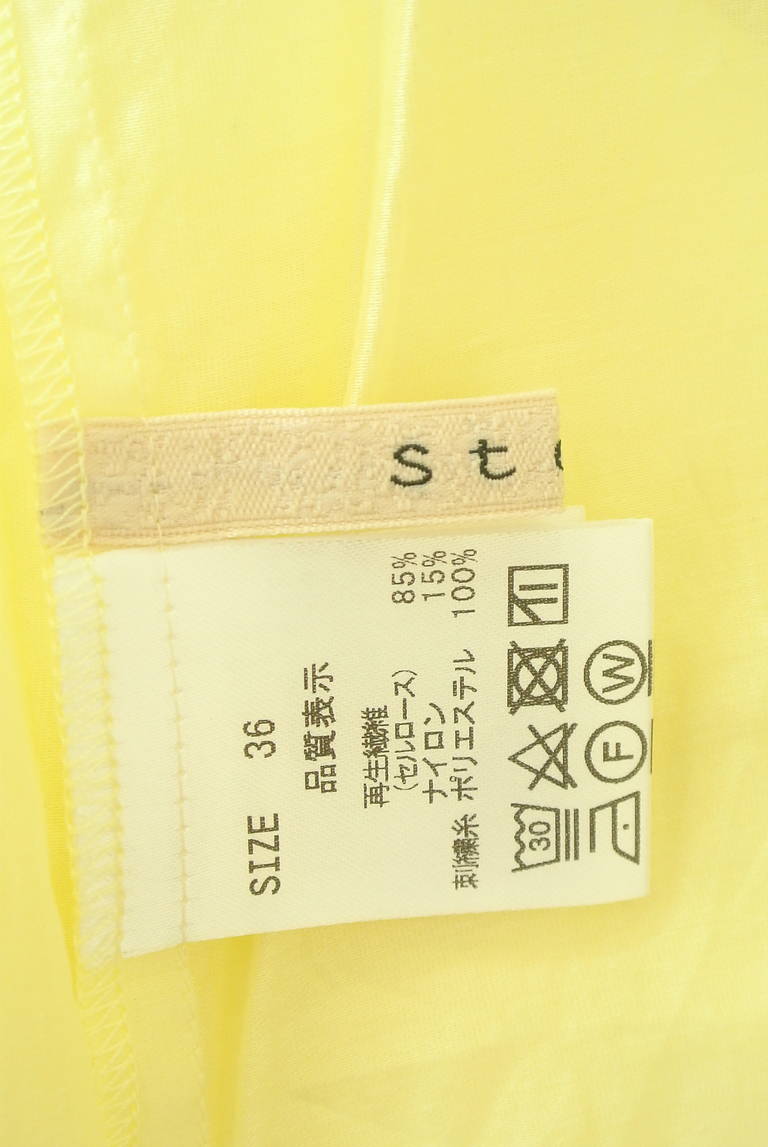 st
SIZE 36
品質表示
再生繊維
(セルロース) 85%
ナイロン 15%
刺繍糸 ポリエステル 100%
30
F W